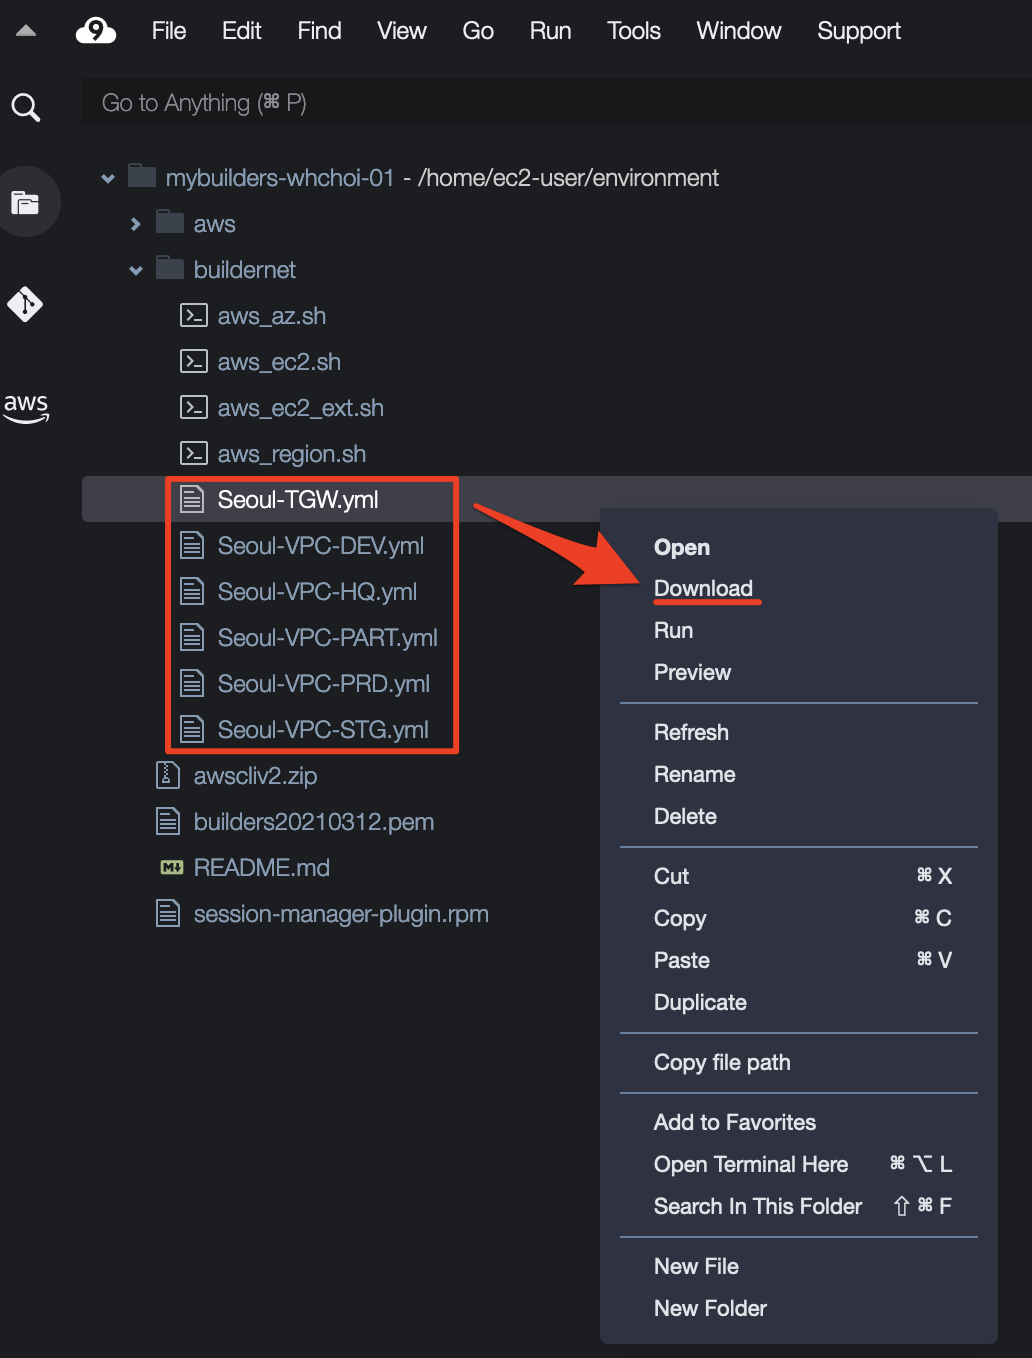 9 File Edit Find View Go Run Tools Window Support
Go to Anything (⌘ P)
mybuilders-whchoi-01 - /home/ec2-user/environment
aws
buildernet
aws_az.sh
aws_ec2.sh
aws
aws_ec2_ext.sh
aws_region.sh
Seoul-TGW.yml
Seoul-VPC-DEV.yml
Seoul-VPC-HQ.yml
Seoul-VPC-PART.yml
Seoul-VPC-PRD.yml
Seoul-VPC-STG.yml
awscliv2.zip
builders20210312.pem
README.md
session-manager-plugin.rpm
Open
Download
Run
Preview
Refresh
Rename
Delete
Cut ⌘ X
Copy ⌘ C
Paste ⌘ V
Duplicate
Copy file path
Add to Favorites
Open Terminal Here ⌘ ⌥ L
Search In This Folder ⇧ ⌘ F
New File
New Folder